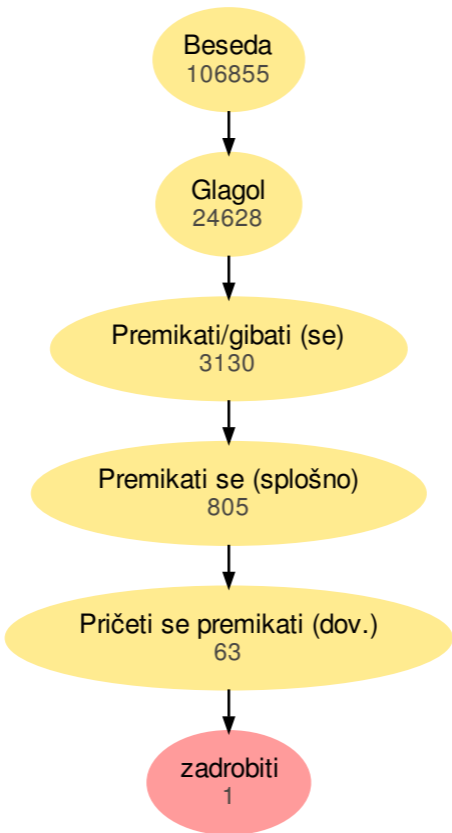 Beseda
106855
Glagol
24628
Premikati/gibati (se)
3130
Premikati se (splošno)
805
Pričeti se premikati (dov.)
63
zadrobiti
1